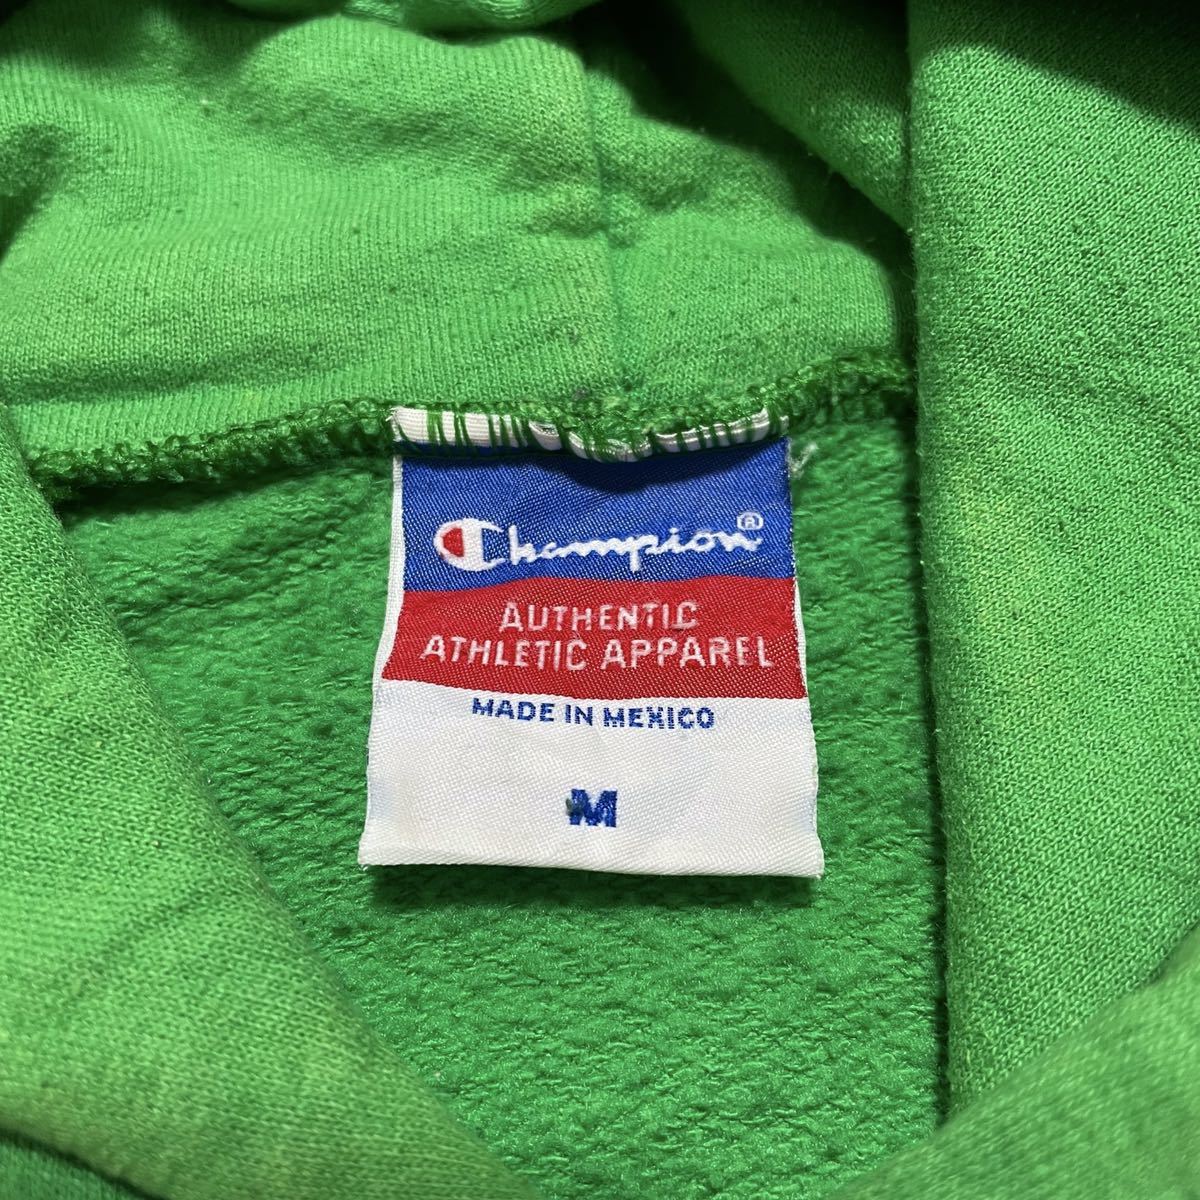 Champion®
AUTHENTIC
ATHLETIC APPAREL
MADE IN MEXICO
M